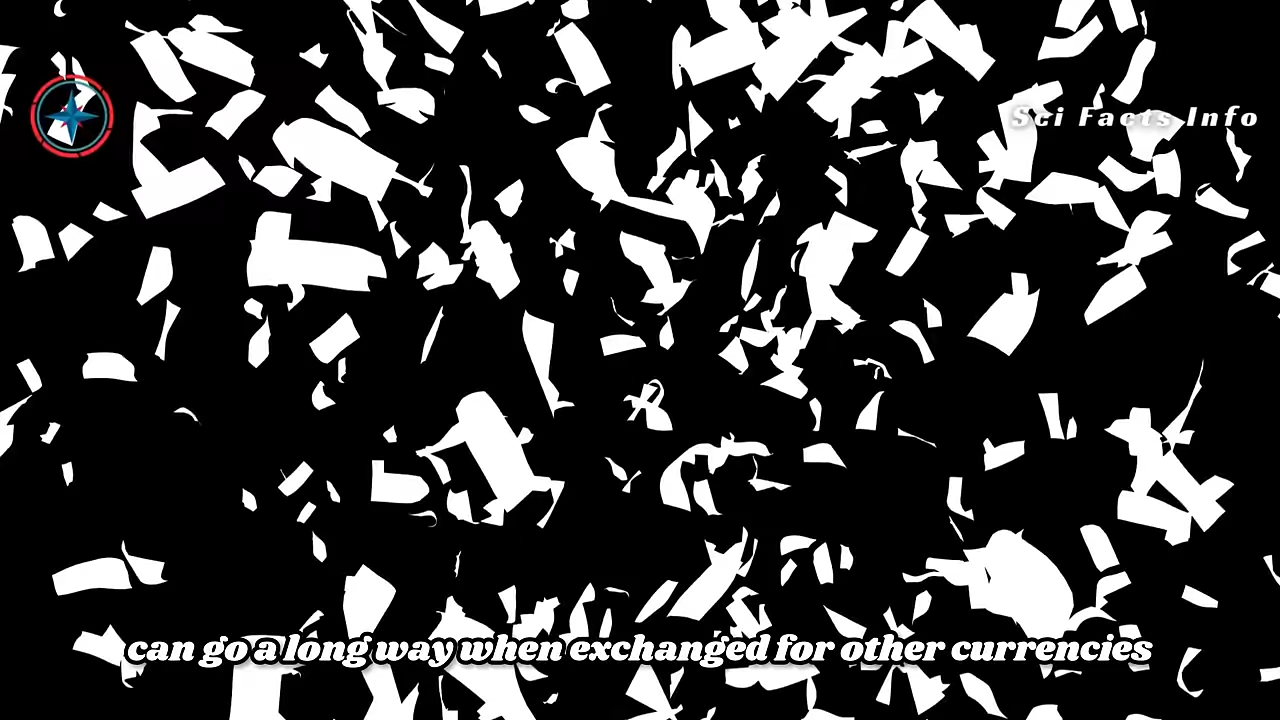 Sci Facts Info
can go a long way when exchanged for other currencies